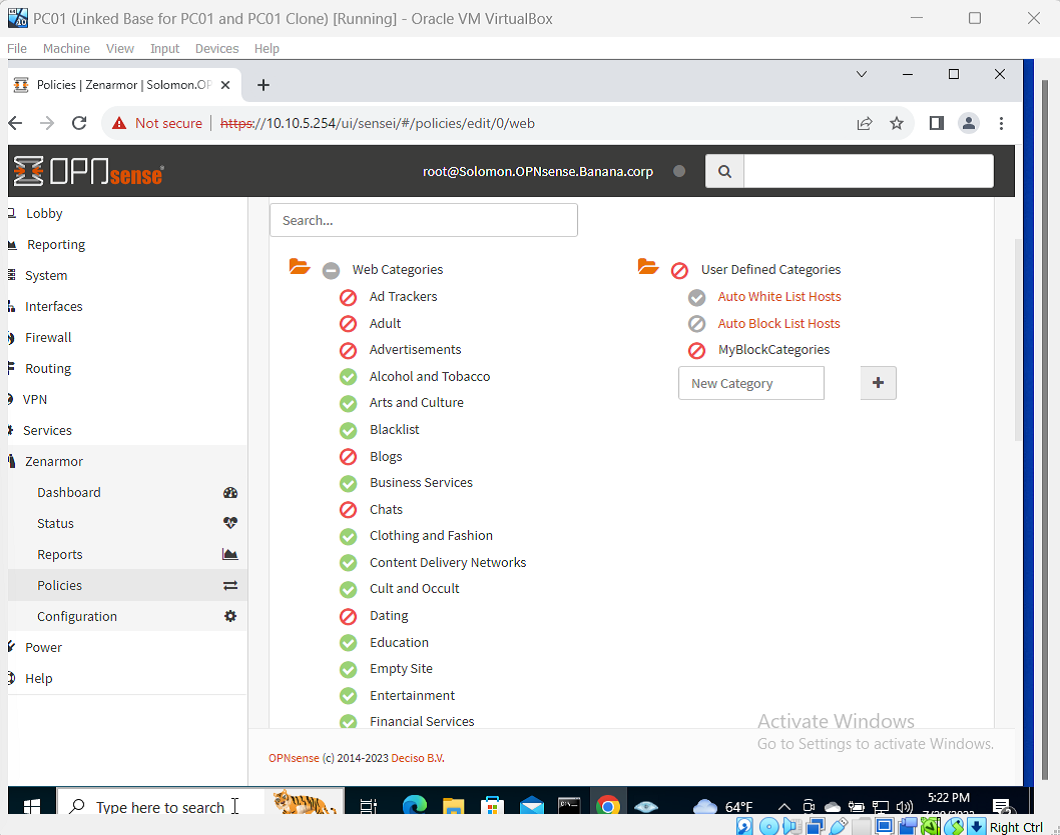 PC01 (Linked Base for PC01 and PC01 Clone) [Running] - Oracle VM VirtualBox
File Machine View Input Devices Help
Policies | Zenarmor | Solomon.OP
Not secure https://10.10.5.254/ui/sensei/#/policies/edit/0/web
OPNsense
root@Solomon.OPNsense.Banana.corp
Lobby
Reporting
System
Interfaces
Firewall
Routing
VPN
Services
Zenarmor
Dashboard
Status
Reports
Policies
Configuration
Power
Help
Search...
Web Categories
Ad Trackers
Adult
Advertisements
Alcohol and Tobacco
Arts and Culture
Blacklist
Blogs
Business Services
Chats
Clothing and Fashion
Content Delivery Networks
Cult and Occult
Dating
Education
Empty Site
Entertainment
Financial Services
User Defined Categories
Auto White List Hosts
Auto Block List Hosts
MyBlockCategories
New Category
Activate Windows
Go to Settings to activate Windows.
OPNsense (c) 2014-2023 Deciso B.V.
Type here to search
64°F
5:22 PM
Right Ctrl